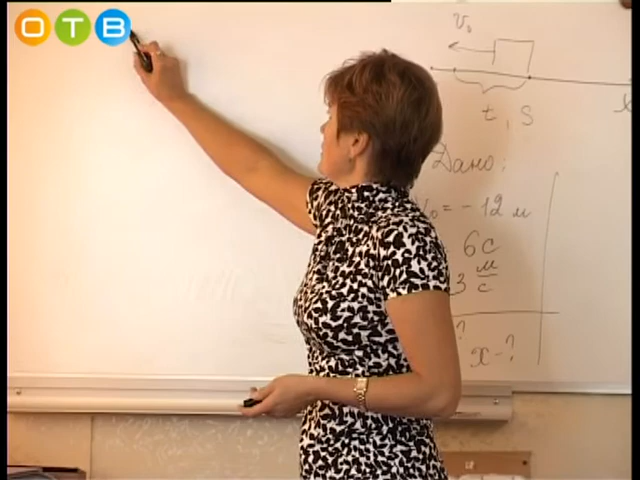 ОТВ
v₀
t, S
Дано:
₀ = - 12 м
6 с
3 м/с
?
x - ?